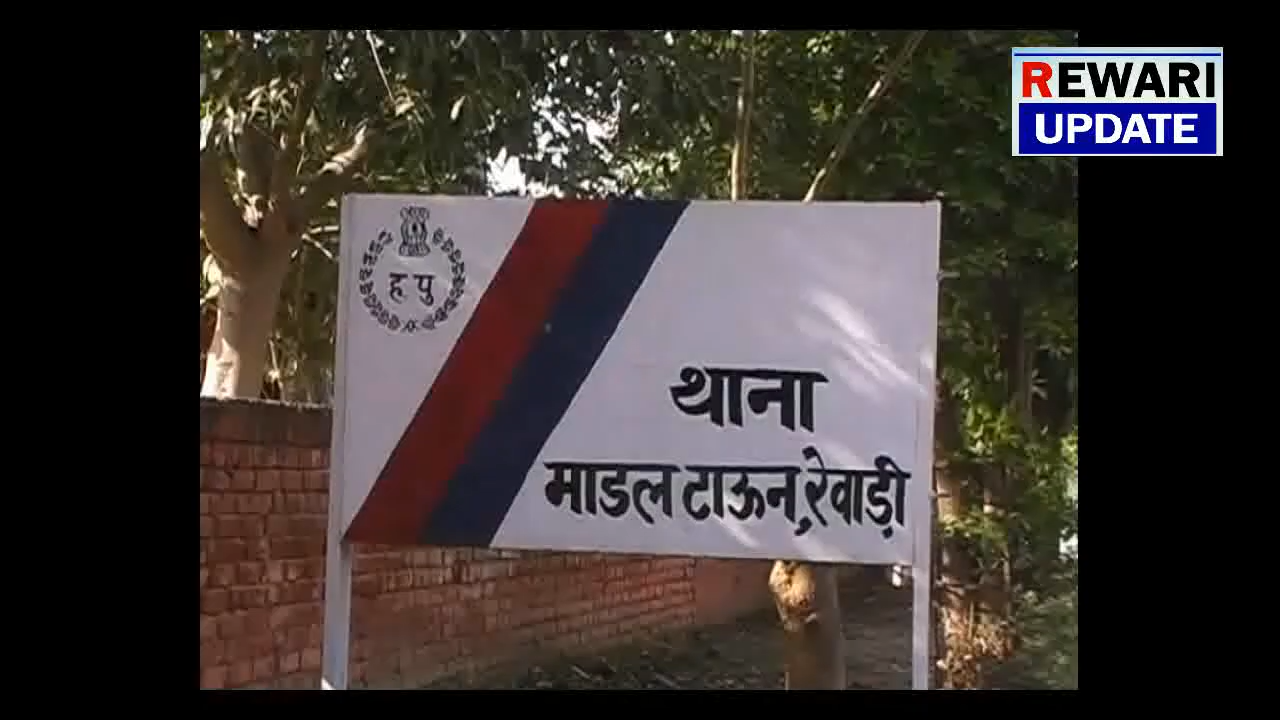 REWARI
UPDATE
ह पु
थाना
माडल टाऊन, रेवाड़ी